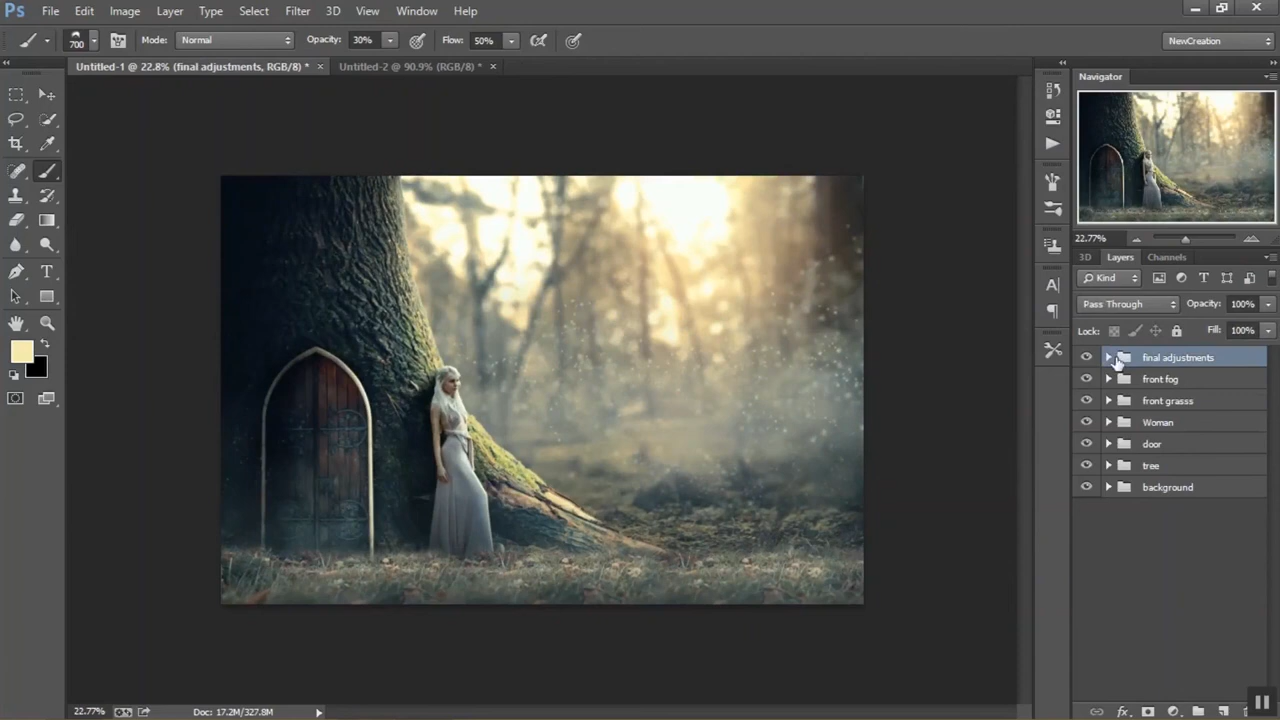 Ps File Edit Image Layer Type Select Filter 3D View Window Help
700 Mode: Normal Opacity: 30% Flow: 50% NewCreation
Untitled-1 @ 22.8% (final adjustments, RGB/8) * × Untitled-2 @ 90.9% (RGB/8) * ×
Navigator
22.77%
3D Layers Channels
Kind
Pass Through Opacity: 100%
Lock: Fill: 100%
final adjustments
front fog
front grasss
Woman
door
tree
background
22.77% Doc: 17.2M/327.8M